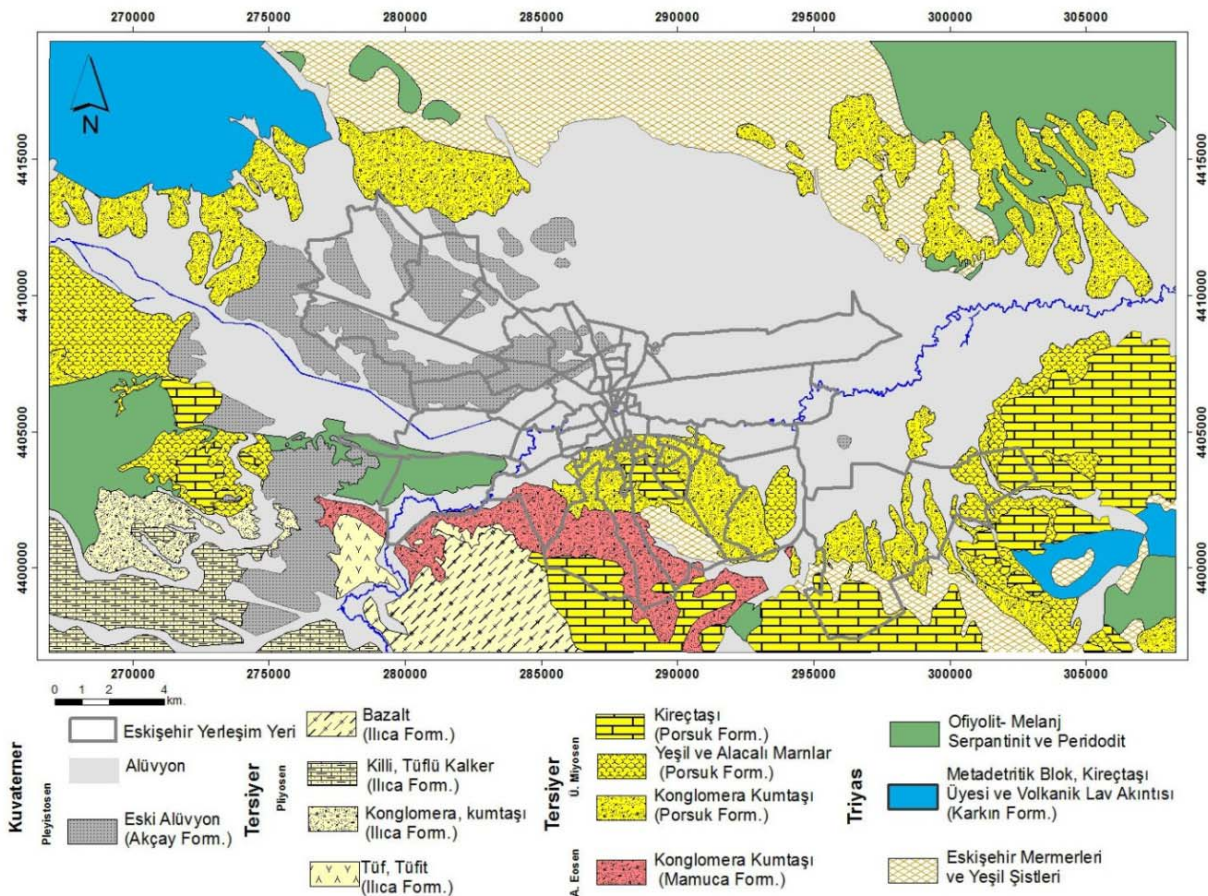 270000 275000 280000 285000 290000 295000 300000 305000
4415000
4410000
4405000
4400000
N
4415000
4410000
4405000
4400000
270000 275000 280000 285000 290000 295000 300000 305000
0 1 2 4
km.
Kuvaterner
Pleyistosen
Eskişehir Yerleşim Yeri
Alüvyon
Eski Alüvyon
(Akçay Form.)
Tersiyer
Pliyosen
Bazalt
(Ilıca Form.)
Killi, Tüflü Kalker
(Ilıca Form.)
Konglomera, kumtaşı
(Ilıca Form.)
Tüf, Tüfit
(Ilıca Form.)
Tersiyer
Ü. Miyosen
A. Eosen
Kireçtaşı
(Porsuk Form.)
Yeşil ve Alacalı Marnlar
(Porsuk Form.)
Konglomera Kumtaşı
(Porsuk Form.)
Konglomera Kumtaşı
(Mamuca Form.)
Triyas
Ofiyolit- Melanj
Serpantinit ve Peridodit
Metadetritik Blok, Kireçtaşı
Üyesi ve Volkanik Lav Akıntısı
(Karkın Form.)
Eskişehir Mermerleri
ve Yeşil Şistleri